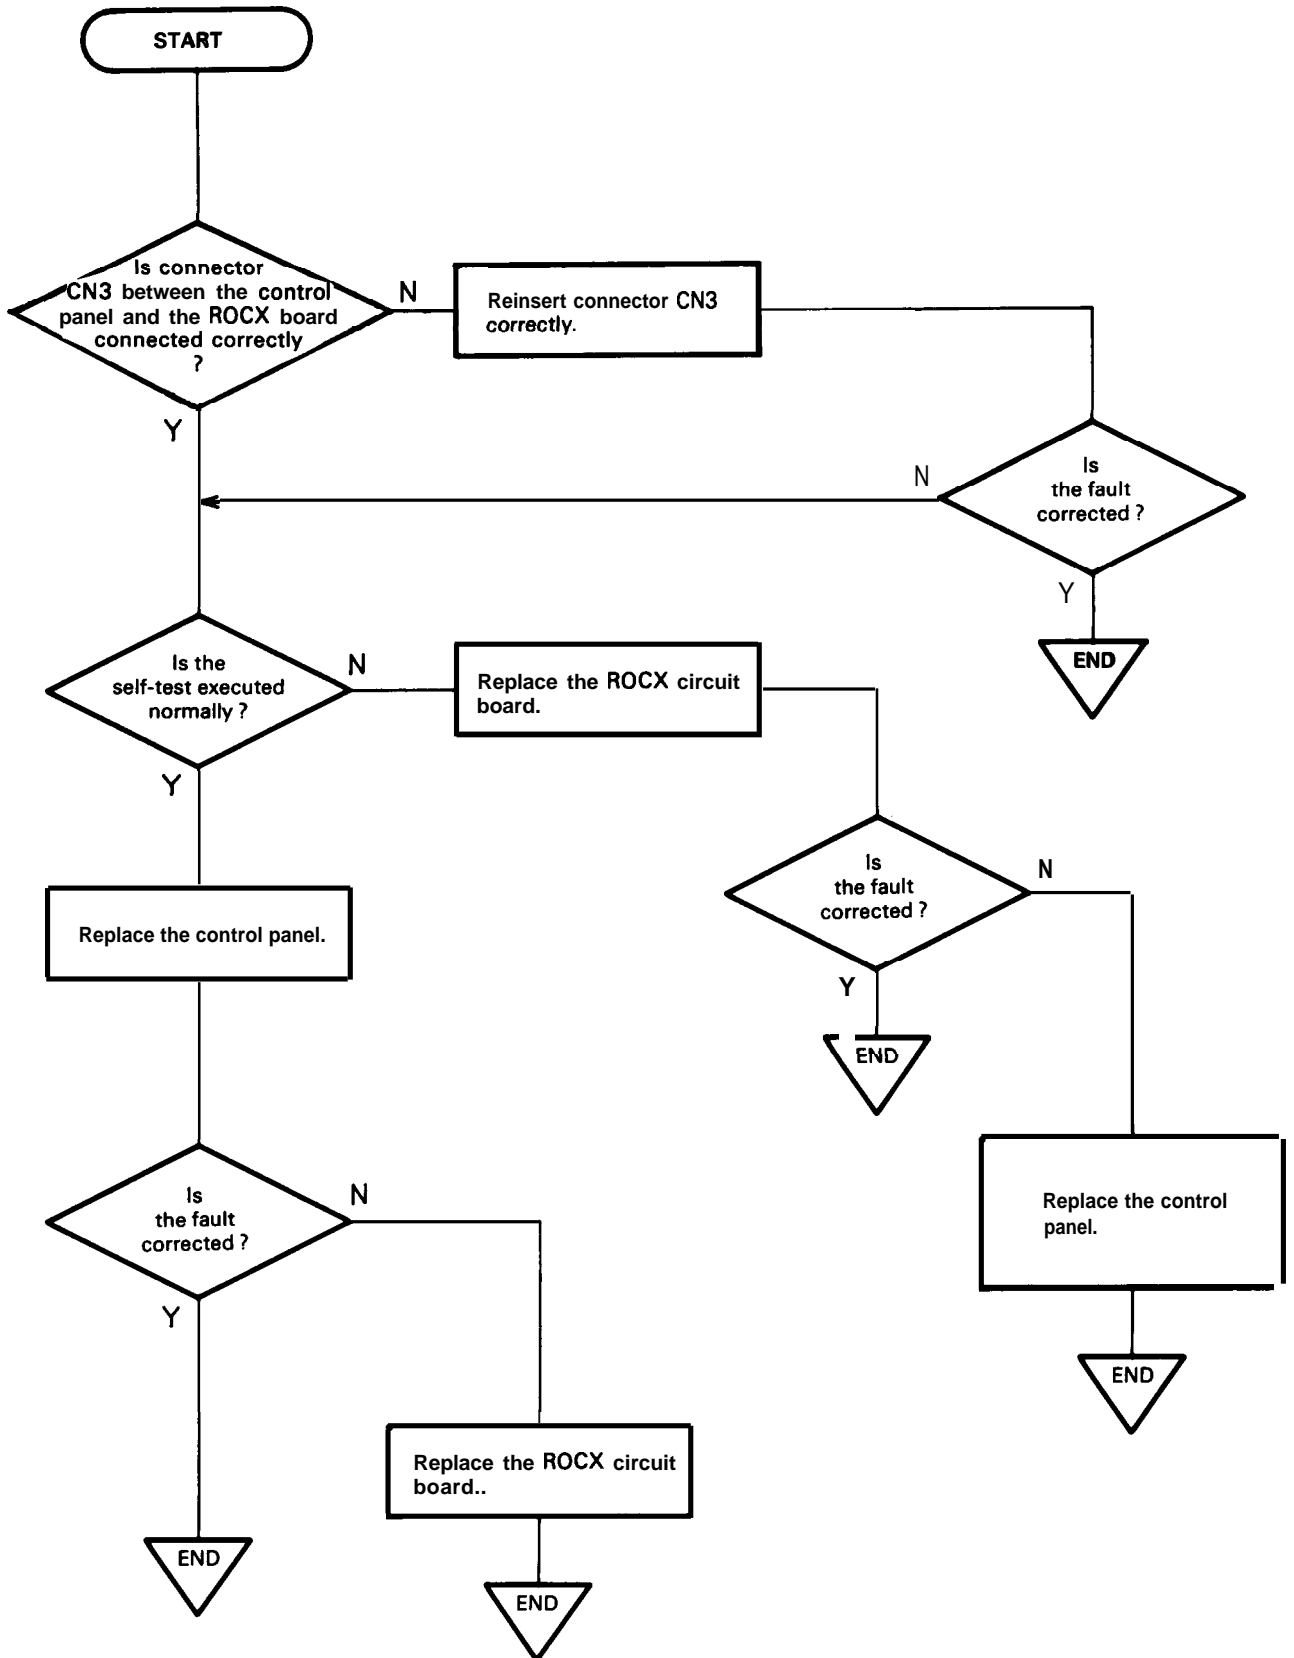 START
Is connector
CN3 between the control
panel and the ROCX board
connected correctly
?
N
Reinsert connector CN3
correctly.
Y
N
Is
the fault
corrected ?
Y
END
Is the
self-test executed
normally ?
N
Replace the ROCX circuit
board.
Y
Is
the fault
corrected ?
N
Y
END
Replace the control panel.
Replace the control
panel.
END
Is
the fault
corrected ?
N
Y
Replace the ROCX circuit
board..
END
END